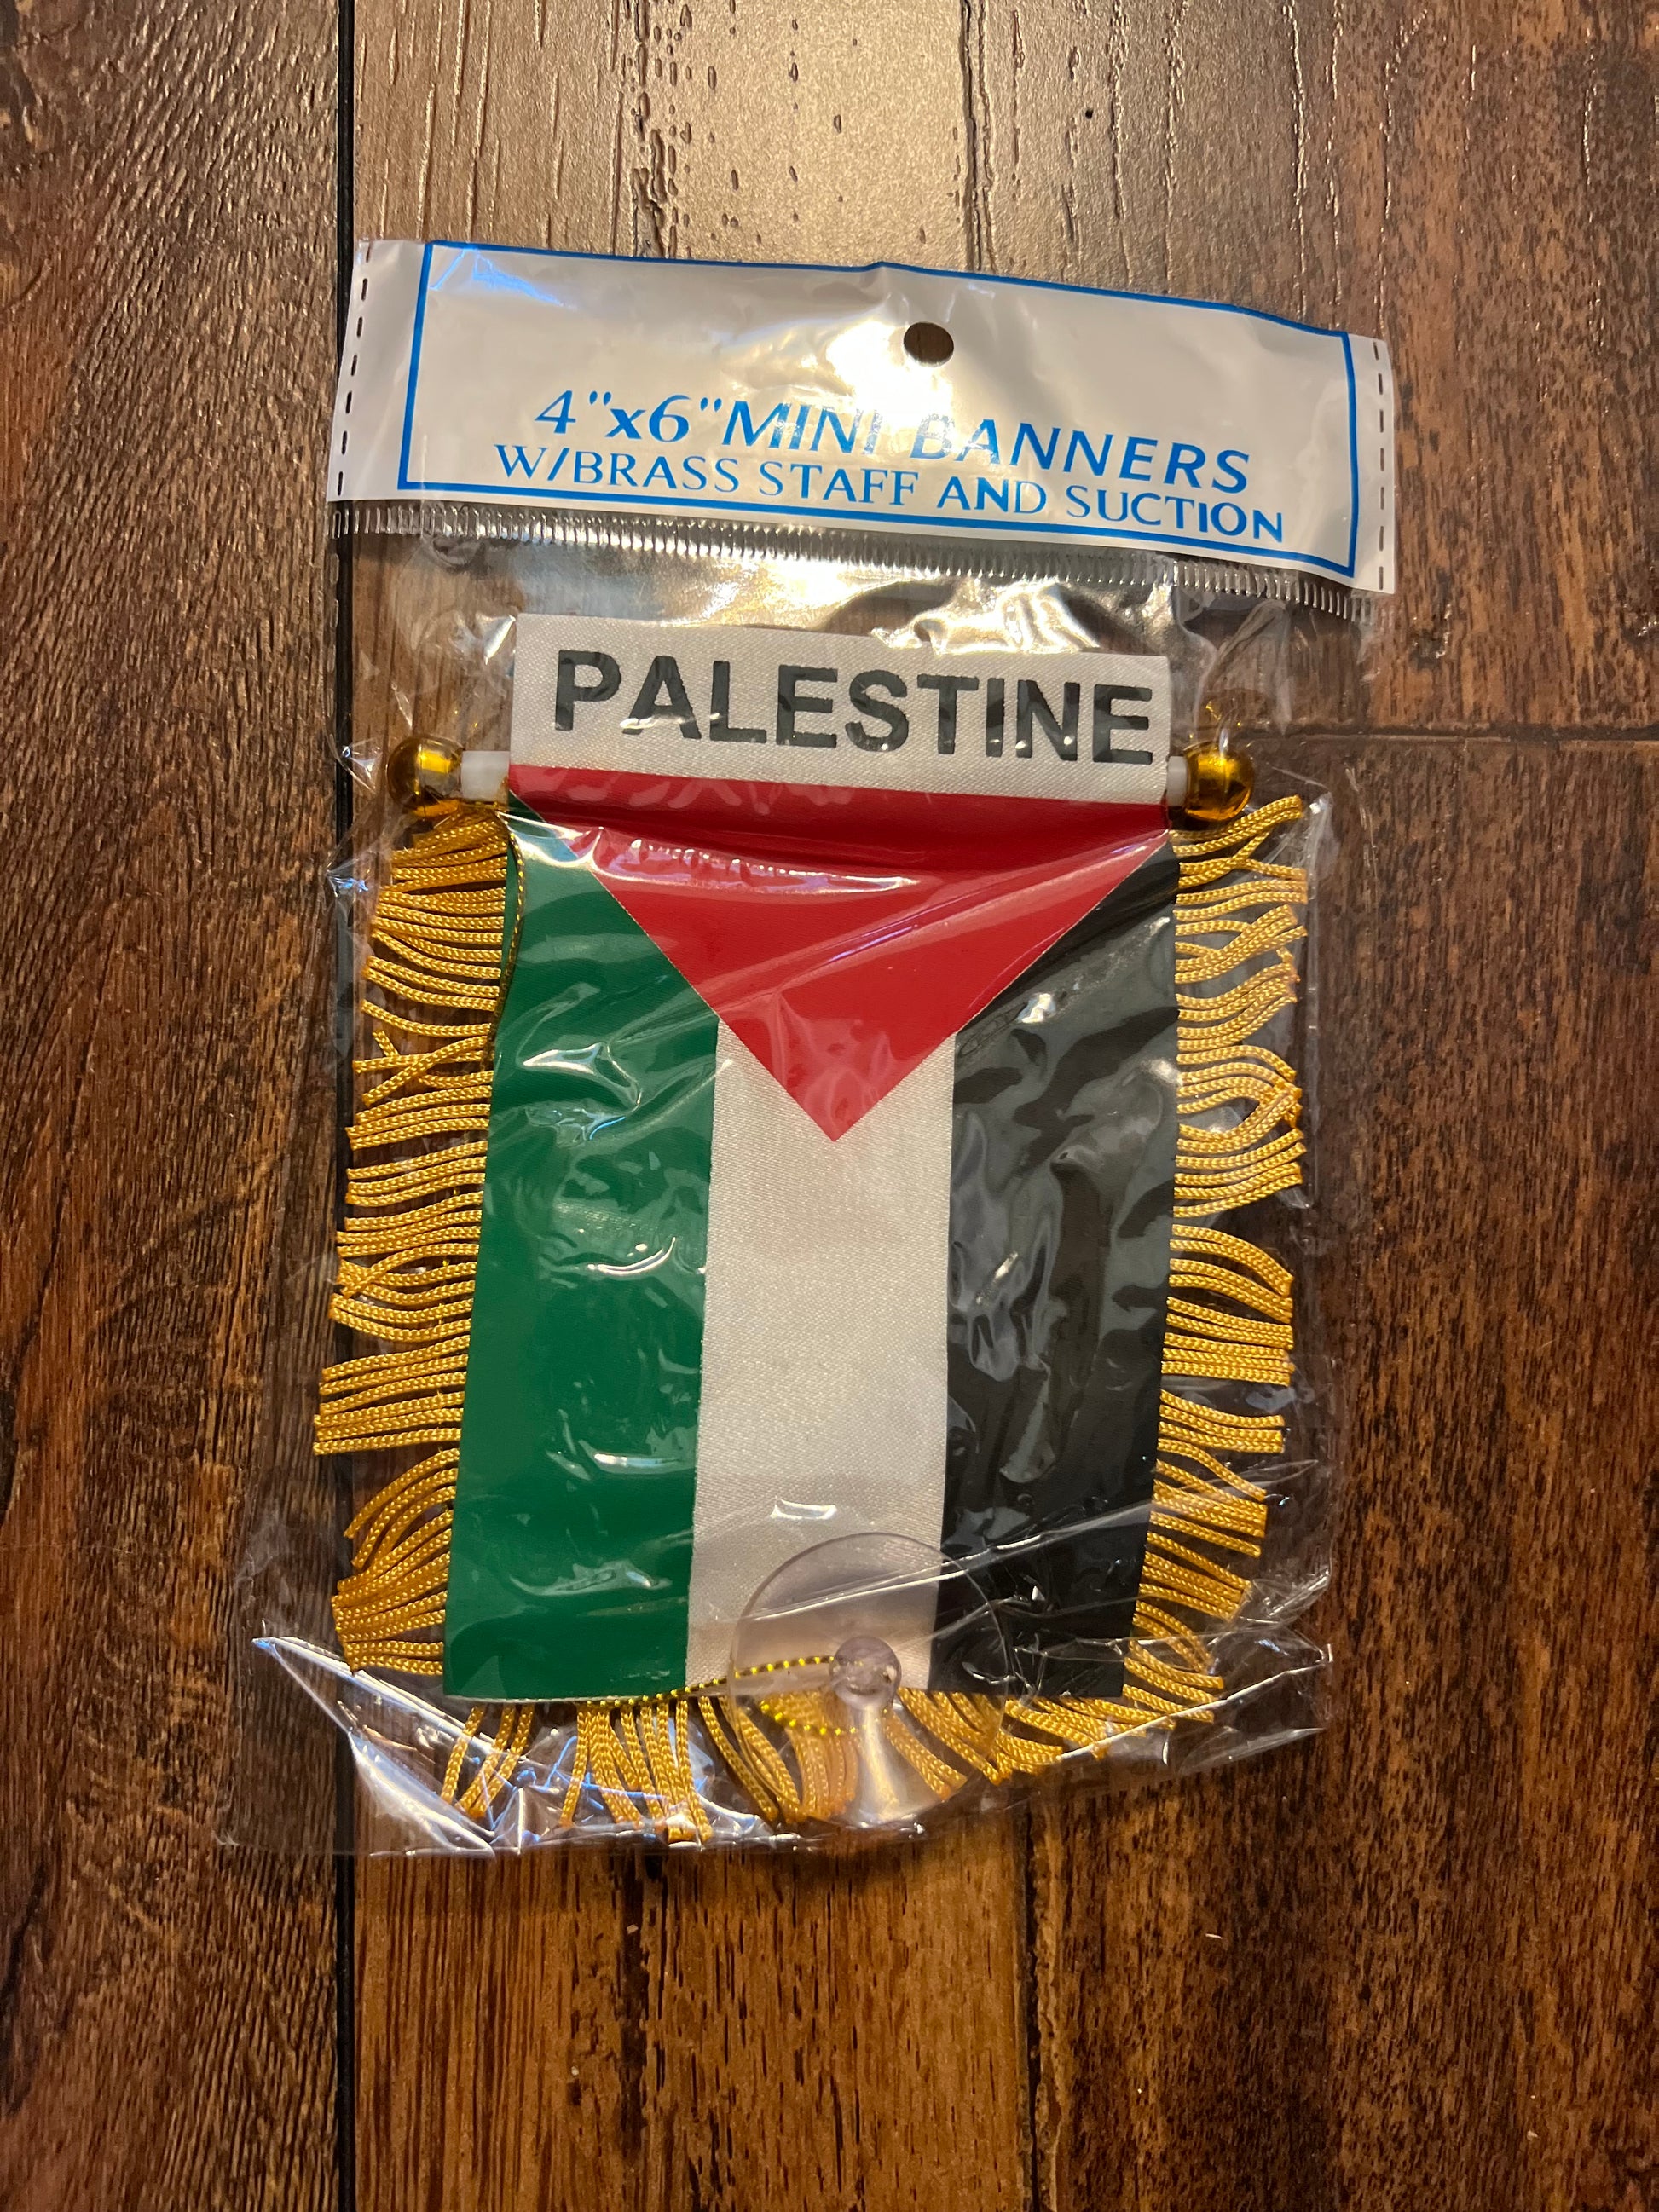 4"x6" MINI BANNERS
W/BRASS STAFF AND SUCTION
PALESTINE